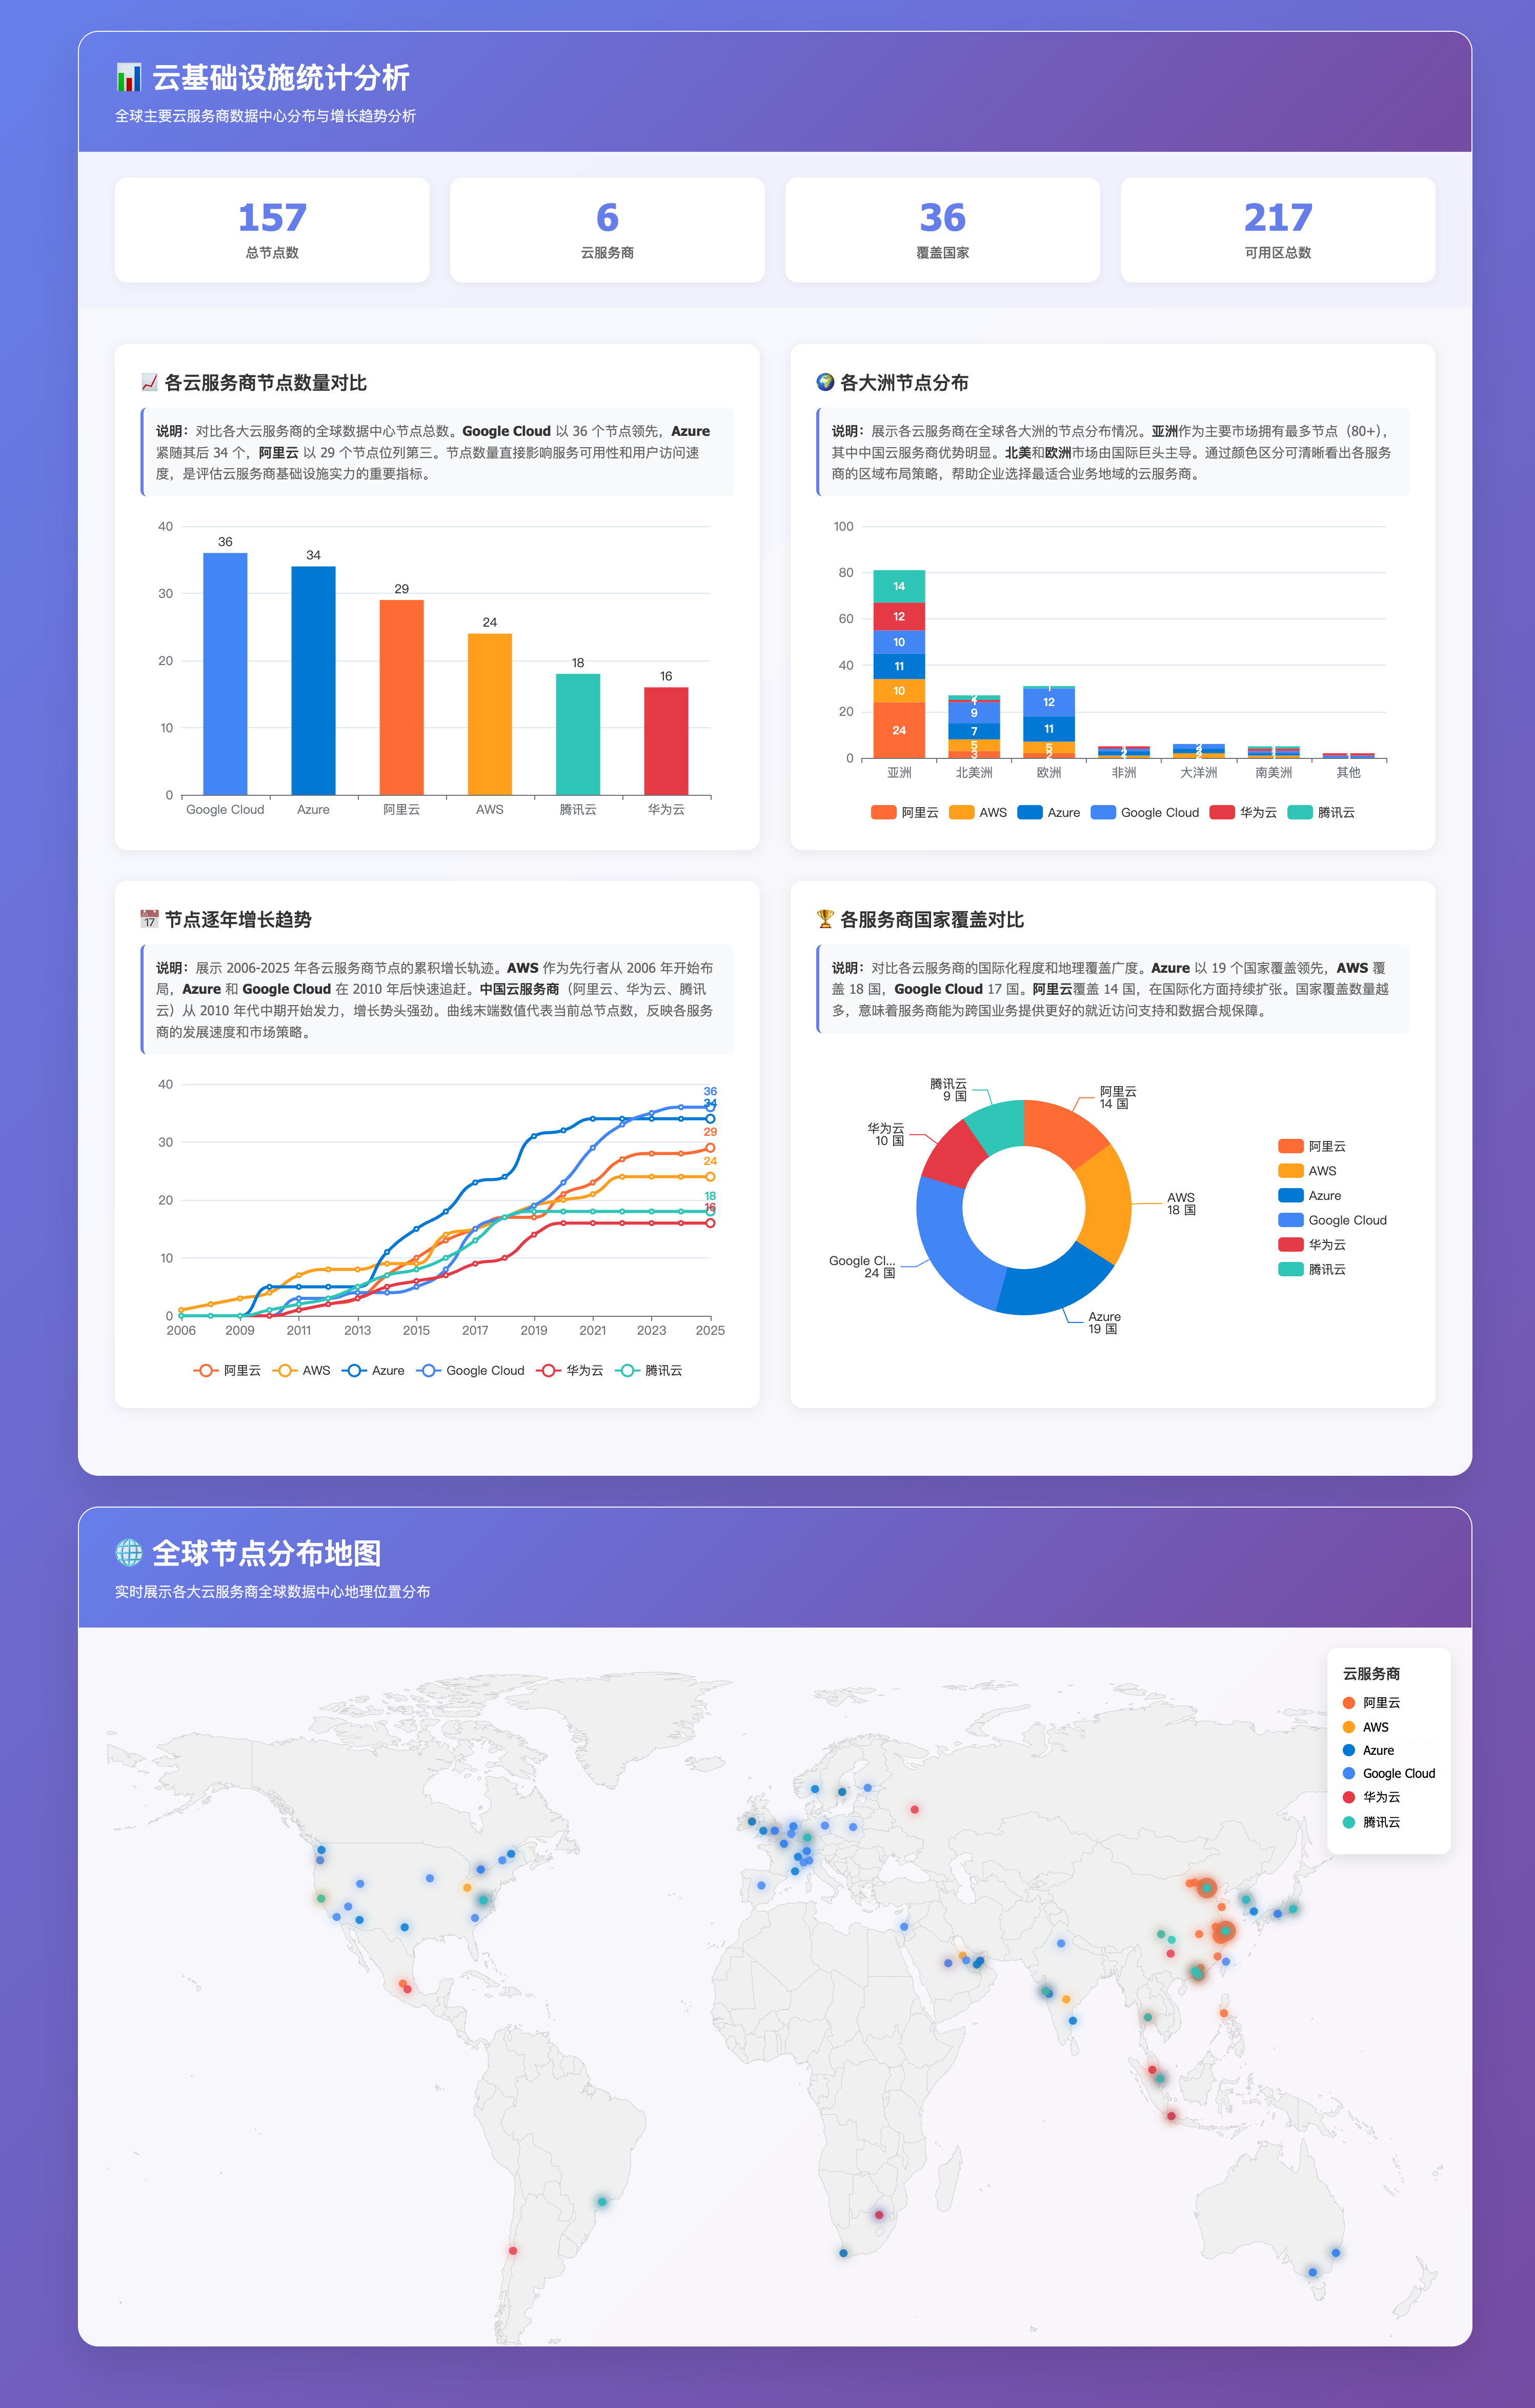 📊 云基础设施统计分析
全球主要云服务商数据中心分布与增长趋势分析
157
总节点数
6
云服务商
36
覆盖国家
217
可用区总数
📈 各云服务商节点数量对比
说明：对比各大云服务商的全球数据中心节点总数。Google Cloud 以 36 个节点领先，Azure
紧随其后 34 个，阿里云 以 29 个节点位列第三。节点数量直接影响服务可用性和用户访问速
度，是评估云服务商基础设施实力的重要指标。
40
30
20
10
0
36
34
29
24
18
16
Google Cloud
Azure
阿里云
AWS
腾讯云
华为云
🌍 各大洲节点分布
说明：展示各云服务商在全球各大洲的节点分布情况。亚洲作为主要市场拥有最多节点（80+），
其中中国云服务商优势明显。北美和欧洲市场由国际巨头主导。通过颜色区分可清晰看出各服务
商的区域布局策略，帮助企业选择最适合业务地域的云服务商。
100
80
60
40
20
0
14
12
10
11
10
24
9
7
5
3
12
11
5
2
亚洲
北美洲
欧洲
非洲
大洋洲
南美洲
其他
阿里云
AWS
Azure
Google Cloud
华为云
腾讯云
📅 节点逐年增长趋势
说明：展示 2006-2025 年各云服务商节点的累积增长轨迹。AWS 作为先行者从 2006 年开始布
局，Azure 和 Google Cloud 在 2010 年后快速追赶。中国云服务商（阿里云、华为云、腾讯
云）从 2010 年代中期开始发力，增长势头强劲。曲线末端数值代表当前总节点数，反映各服务
商的发展速度和市场策略。
40
30
20
10
0
36
34
29
24
18
16
2006
2009
2011
2013
2015
2017
2019
2021
2023
2025
阿里云
AWS
Azure
Google Cloud
华为云
腾讯云
🏆 各服务商国家覆盖对比
说明：对比各云服务商的国际化程度和地理覆盖广度。Azure 以 19 个国家覆盖领先，AWS 覆
盖 18 国，Google Cloud 17 国。阿里云覆盖 14 国，在国际化方面持续扩张。国家覆盖数量越
多，意味着服务商能为跨国业务提供更好的就近访问支持和数据合规保障。
腾讯云
9 国
阿里云
14 国
华为云
10 国
AWS
18 国
Google Cl...
24 国
Azure
19 国
阿里云
AWS
Azure
Google Cloud
华为云
腾讯云
🌐 全球节点分布地图
实时展示各大云服务商全球数据中心地理位置分布
云服务商
阿里云
AWS
Azure
Google Cloud
华为云
腾讯云